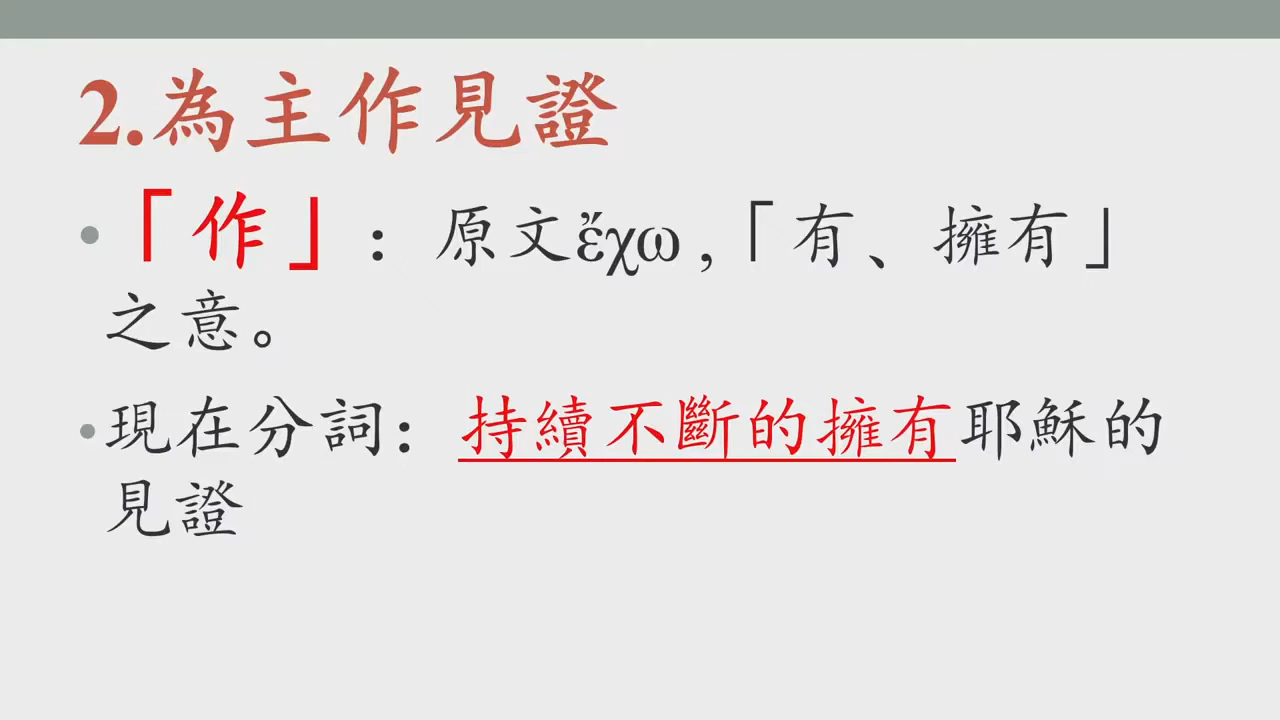 2.為主作見證
•「作」：原文ἔχω ,「有、擁有」
之意。
•現在分詞：持續不斷的擁有耶穌的
見證